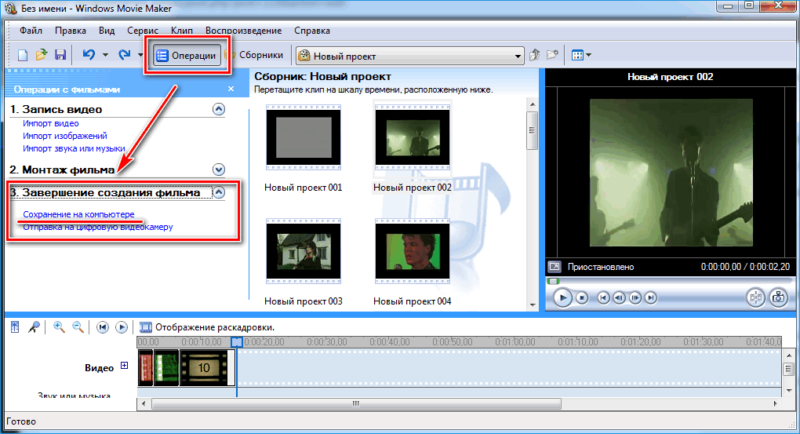 Без имени - Windows Movie Maker
Файл Правка Вид Сервис Клип Воспроизведение Справка
Операции Сборники Новый проект
Операции с фильмами
1. Запись видео
Импорт видео
Импорт изображений
Импорт звука или музыки
2. Монтаж фильма
3. Завершение создания фильма
Сохранение на компьютере
Отправка на цифровую видеокамеру
Сборник: Новый проект
Перетащите клип на шкалу времени, расположенную ниже.
Новый проект 001
Новый проект 002
Новый проект 003
Новый проект 004
Новый проект 002
Приостановлено 0:00:00,00 / 0:00:02,20
Отображение раскадровки.
00,00 0:00:10,00 0:00:20,00 0:00:30,00 0:00:40,00 0:00:50,00 0:01:00,00 0:01:10,00 0:01:20,00 0:01:30,00 0:01:40,0
Видео
10
Звук или музыка
Готово